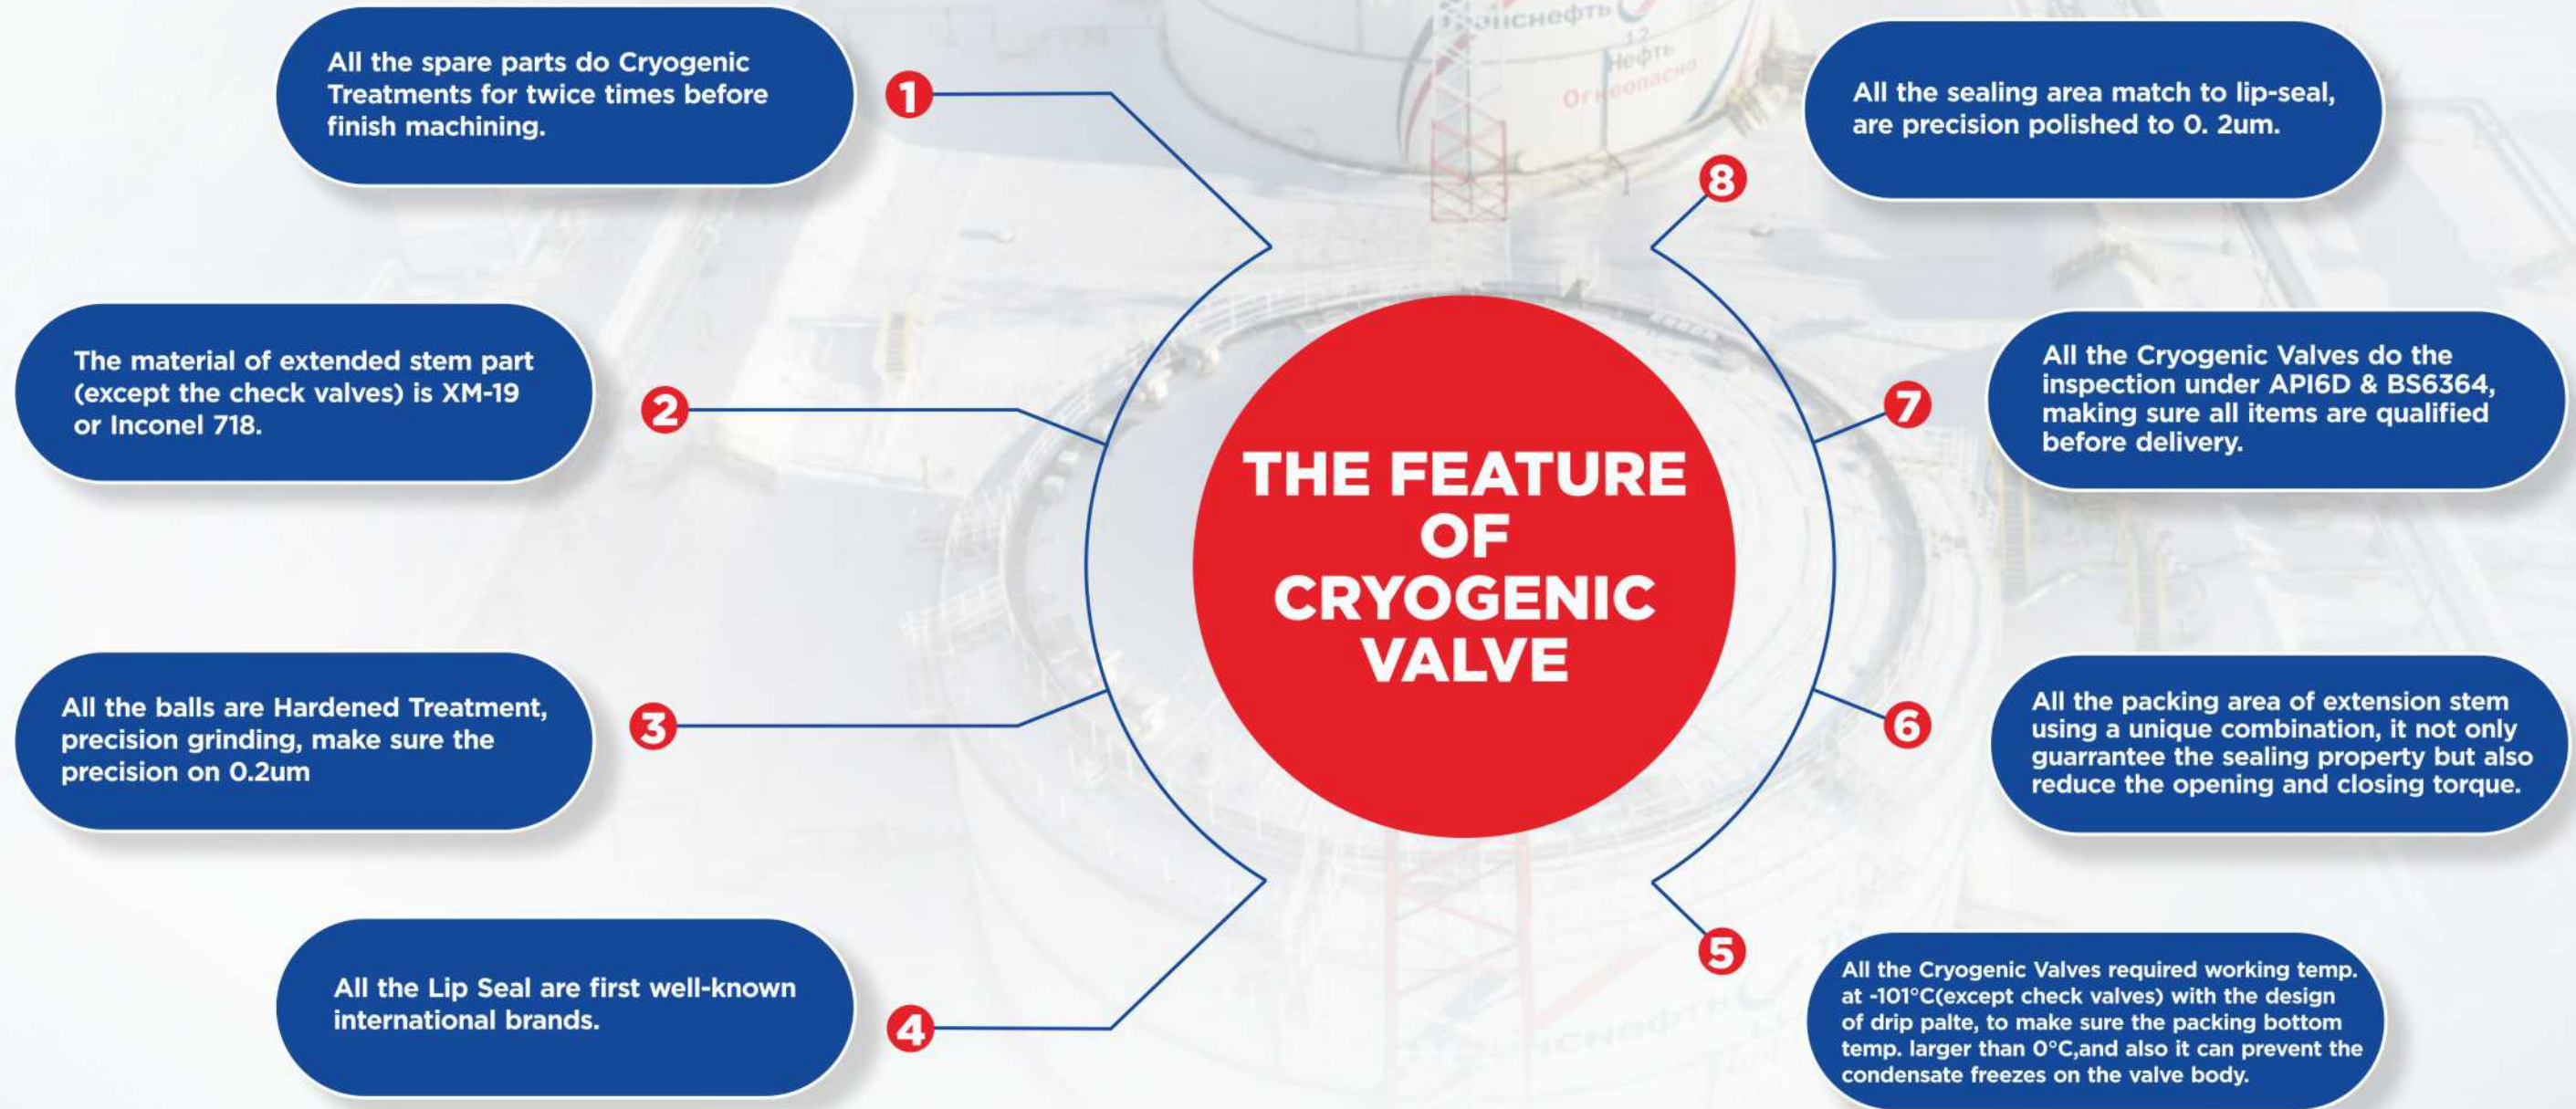 Транснефть
12
Нефть
Огнеопасно
1
All the spare parts do Cryogenic
Treatments for twice times before
finish machining.
2
The material of extended stem part
(except the check valves) is XM-19
or Inconel 718.
3
All the balls are Hardened Treatment,
precision grinding, make sure the
precision on 0.2um
4
All the Lip Seal are first well-known
international brands.
THE FEATURE
OF
CRYOGENIC
VALVE
8
All the sealing area match to lip-seal,
are precision polished to 0. 2um.
7
All the Cryogenic Valves do the
inspection under API6D & BS6364,
making sure all items are qualified
before delivery.
6
All the packing area of extension stem
using a unique combination, it not only
guarrantee the sealing property but also
reduce the opening and closing torque.
5
All the Cryogenic Valves required working temp.
at -101°C(except check valves) with the design
of drip palte, to make sure the packing bottom
temp. larger than 0°C,and also it can prevent the
condensate freezes on the valve body.